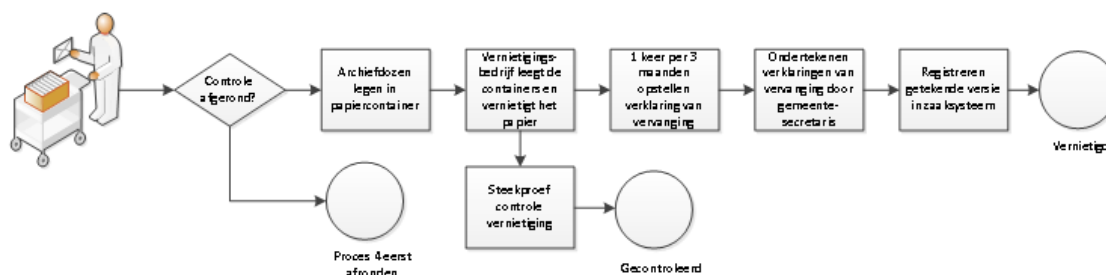 Controle
afgerond?
Archiefdozen
legen in
papiercontainer
Vernietigings-
bedrijf leegt de
containers en
vernietigt het
papier
1 keer per 3
maanden
opstellen
verklaring van
vervanging
Ondertekenen
verklaringen van
vervanging door
gemeente-
secretaris
Registreren
getekende versie
in zaaksysteem
Vernietigd
Steekproef
controle
vernietiging
Proces 4 eerst
afronden
Gecontroleerd